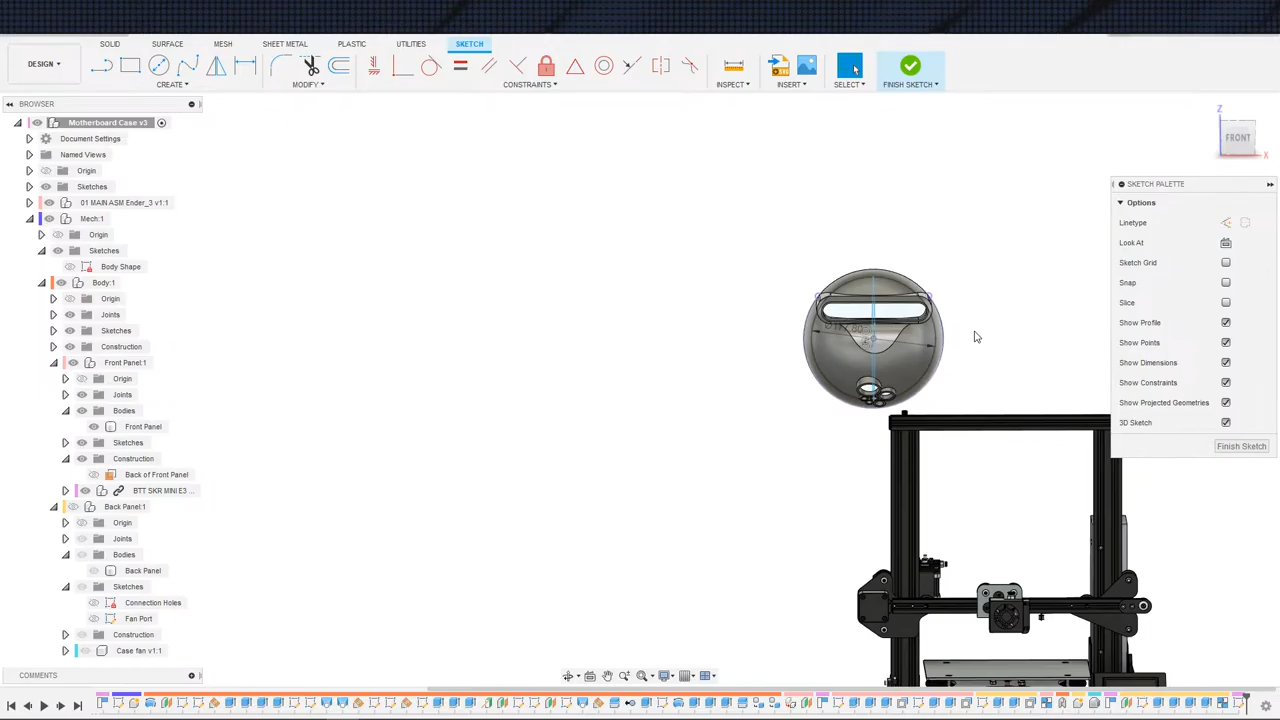 SOLID
SURFACE
MESH
SHEET METAL
PLASTIC
UTILITIES
SKETCH
DESIGN
CREATE
MODIFY
CONSTRAINTS
INSPECT
INSERT
SELECT
FINISH SKETCH
BROWSER
Motherboard Case v3
Document Settings
Named Views
Origin
Sketches
01 MAIN ASM Ender_3 v1:1
Mech:1
Origin
Sketches
Body Shape
Body:1
Origin
Joints
Sketches
Construction
Front Panel:1
Origin
Joints
Bodies
Front Panel
Sketches
Construction
Back of Front Panel
BTT SKR MINI E3 ...
Back Panel:1
Origin
Joints
Bodies
Back Panel
Sketches
Connection Holes
Fan Port
Construction
Case fan v1:1
COMMENTS
Z
FRONT
X
SKETCH PALETTE
Options
Linetype
Look At
Sketch Grid
Snap
Slice
Show Profile
Show Points
Show Dimensions
Show Constraints
Show Projected Geometries
3D Sketch
Finish Sketch